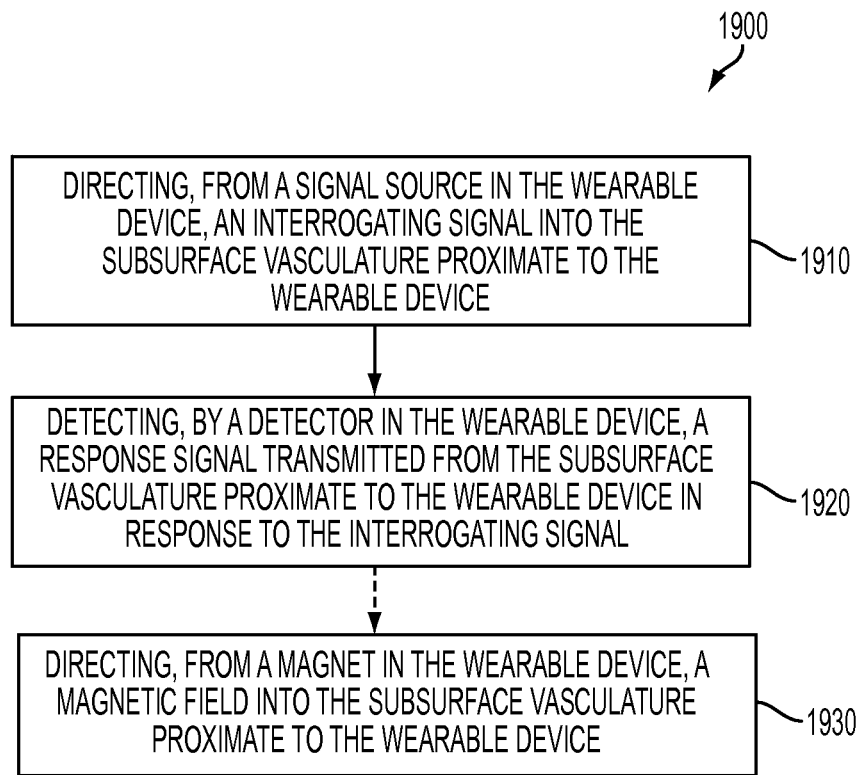 1900
DIRECTING, FROM A SIGNAL SOURCE IN THE WEARABLE
DEVICE, AN INTERROGATING SIGNAL INTO THE
SUBSURFACE VASCULATURE PROXIMATE TO THE
WEARABLE DEVICE
1910
DETECTING, BY A DETECTOR IN THE WEARABLE DEVICE, A
RESPONSE SIGNAL TRANSMITTED FROM THE SUBSURFACE
VASCULATURE PROXIMATE TO THE WEARABLE DEVICE IN
RESPONSE TO THE INTERROGATING SIGNAL
1920
DIRECTING, FROM A MAGNET IN THE WEARABLE DEVICE, A
MAGNETIC FIELD INTO THE SUBSURFACE VASCULATURE
PROXIMATE TO THE WEARABLE DEVICE
1930